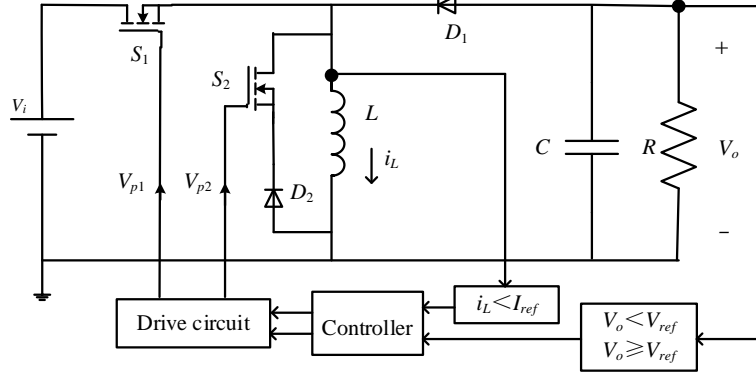 S1
D1
+
S2
Vi
L
C
R
Vo
iL
Vp1
Vp2
D2
−
iL＜Iref
Drive circuit
Controller
Vo＜Vref
Vo≥Vref